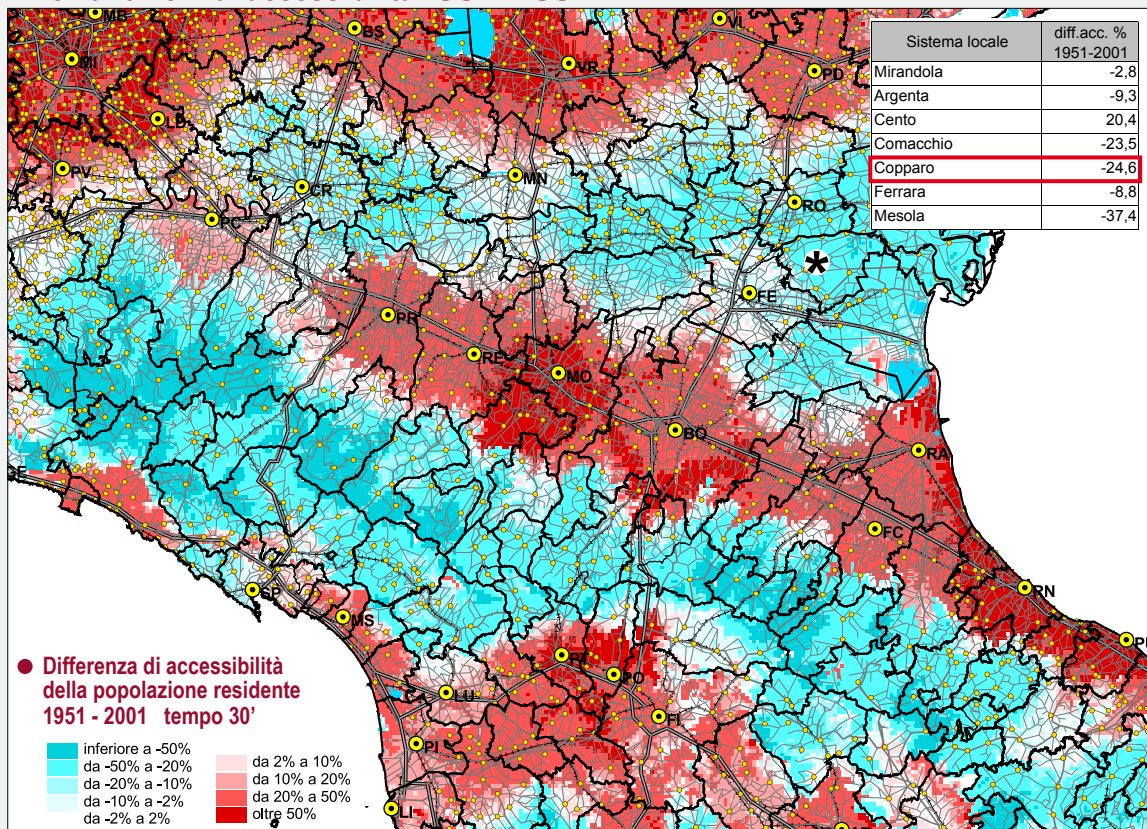 MB
BS
VI
MI
VR
PD
LO
PV
CR
MN
RO
FE
PR
RE
MO
BO
RA
FC
RN
SP
MS
PO
LU
FI
PI
LI
Sistema locale diff.acc. % 1951-2001
Mirandola -2,8
Argenta -9,3
Cento 20,4
Comacchio -23,5
Copparo -24,6
Ferrara -8,8
Mesola -37,4
*
● Differenza di accessibilità
della popolazione residente
1951 - 2001 tempo 30'
inferiore a -50%
da -50% a -20%
da -20% a -10%
da -10% a -2%
da -2% a 2%
da 2% a 10%
da 10% a 20%
da 20% a 50%
oltre 50%